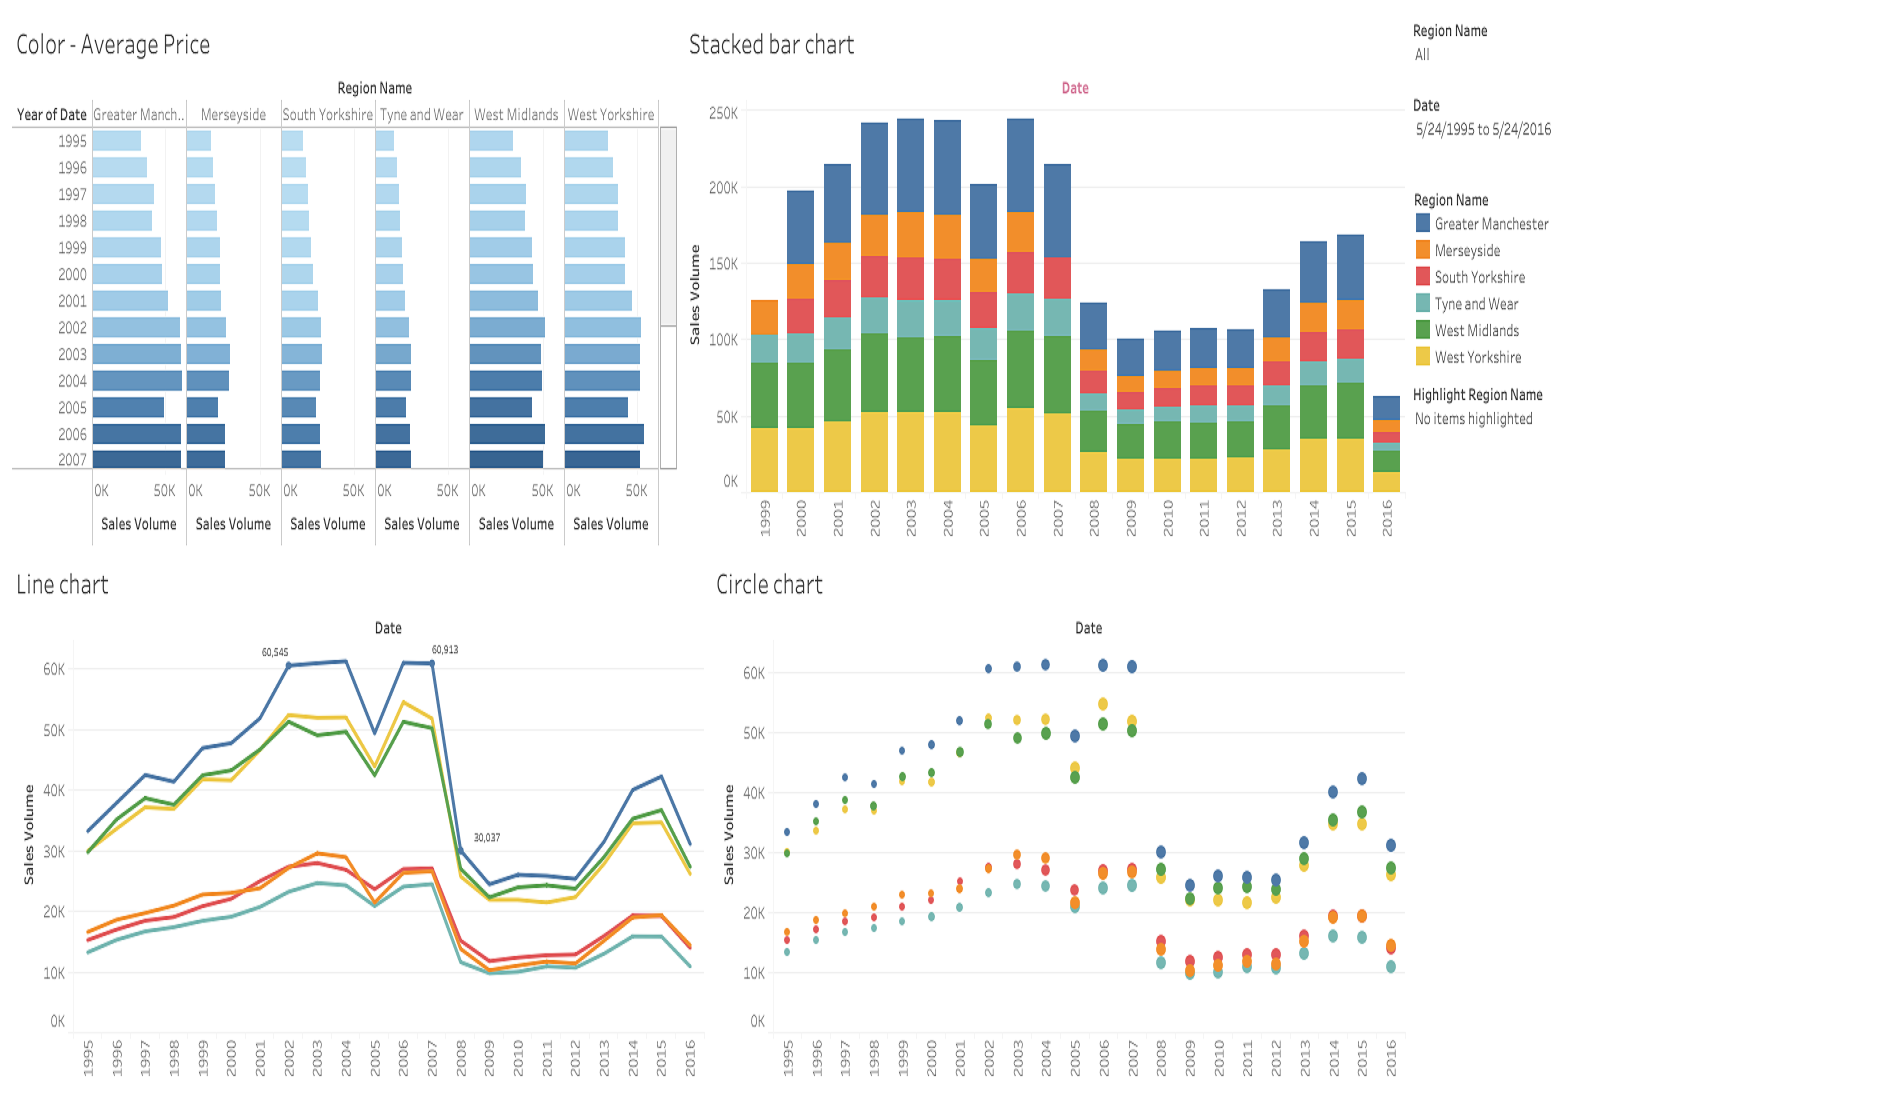 Color - Average Price
Region Name
Year of Date Greater Manch.. Merseyside South Yorkshire Tyne and Wear West Midlands West Yorkshire
1995
1996
1997
1998
1999
2000
2001
2002
2003
2004
2005
2006
2007
0K 50K 0K 50K 0K 50K 0K 50K 0K 50K 0K 50K
Sales Volume Sales Volume Sales Volume Sales Volume Sales Volume Sales Volume
Stacked bar chart
Date
Sales Volume
250K
200K
150K
100K
50K
0K
1999 2000 2001 2002 2003 2004 2005 2006 2007 2008 2009 2010 2011 2012 2013 2014 2015 2016
Region Name
All
Date
5/24/1995 to 5/24/2016
Region Name
Greater Manchester
Merseyside
South Yorkshire
Tyne and Wear
West Midlands
West Yorkshire
Highlight Region Name
No items highlighted
Line chart
Date
Sales Volume
60K
50K
40K
30K
20K
10K
0K
60,545
60,913
30,037
1995 1996 1997 1998 1999 2000 2001 2002 2003 2004 2005 2006 2007 2008 2009 2010 2011 2012 2013 2014 2015 2016
Circle chart
Date
Sales Volume
60K
50K
40K
30K
20K
10K
0K
1995 1996 1997 1998 1999 2000 2001 2002 2003 2004 2005 2006 2007 2008 2009 2010 2011 2012 2013 2014 2015 2016